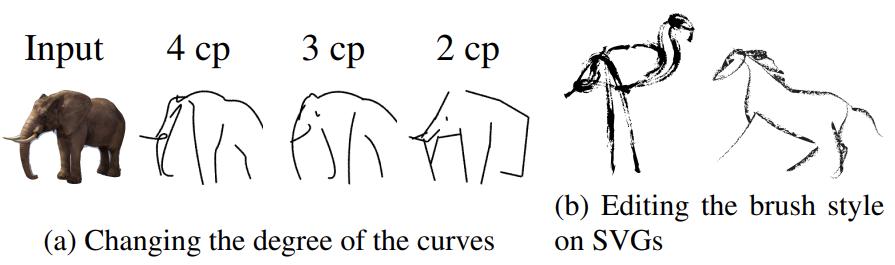 Input 4 cp 3 cp 2 cp
(a) Changing the degree of the curves
(b) Editing the brush style
on SVGs